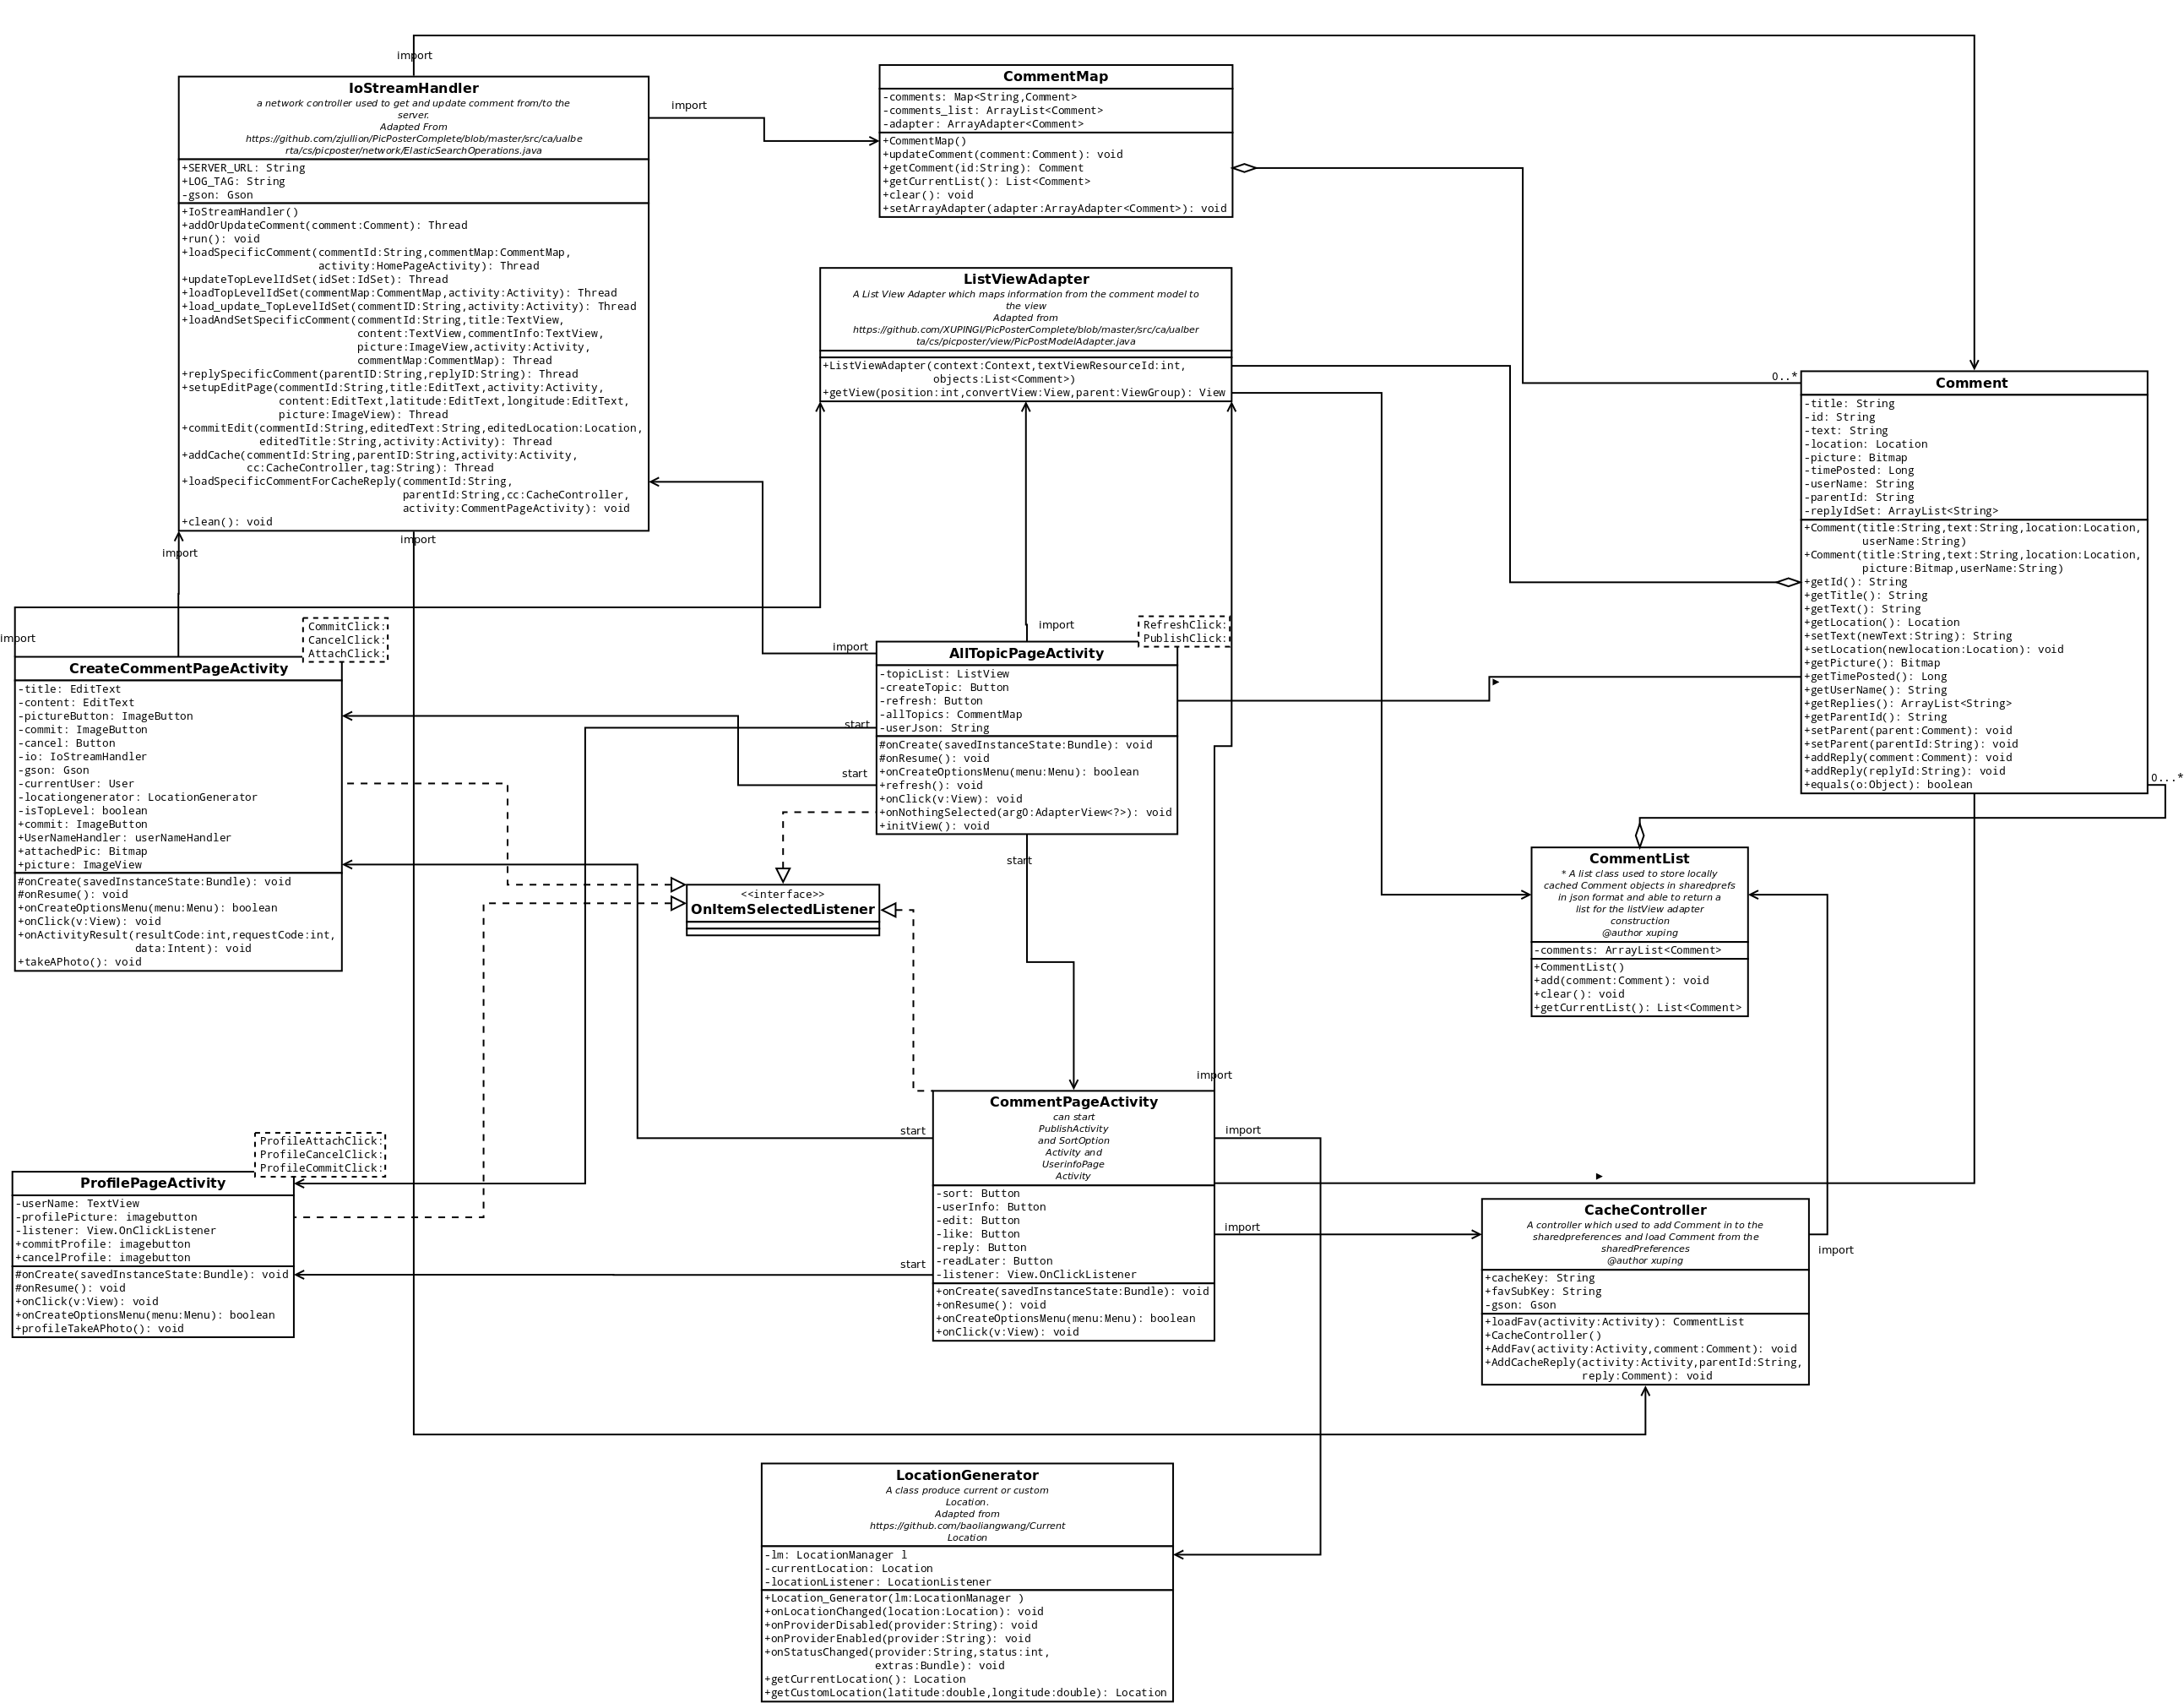 import
IoStreamHandler
a network controller used to get and update comment from/to the
server.
Adapted From
https://github.com/zjullion/PicPosterComplete/blob/master/src/ca/ualbe
rta/cs/picposter/network/ElasticSearchOperations.java
+SERVER_URL: String
+LOG_TAG: String
-gson: Gson
+IoStreamHandler()
+addOrUpdateComment(comment:Comment): Thread
+run(): void
+loadSpecificComment(commentId:String,commentMap:CommentMap,
activity:HomePageActivity): Thread
+updateTopLevelIdSet(idSet:IdSet): Thread
+loadTopLevelIdSet(commentMap:CommentMap,activity:Activity): Thread
+load_update_TopLevelIdSet(commentID:String,activity:Activity): Thread
+loadAndSetSpecificComment(commentId:String,title:TextView,
content:TextView,commentInfo:TextView,
picture:ImageView,activity:Activity,
commentMap:CommentMap): Thread
+replySpecificComment(parentID:String,replyID:String): Thread
+setupEditPage(commentId:String,title:EditText,activity:Activity,
content:EditText,latitude:EditText,longitude:EditText,
picture:ImageView): Thread
+commitEdit(commentId:String,editedText:String,editedLocation:Location,
editedTitle:String,activity:Activity): Thread
+addCache(commentId:String,parentID:String,activity:Activity,
cc:CacheController,tag:String): Thread
+loadSpecificCommentForCacheReply(commentId:String,
parentId:String,cc:CacheController,
activity:CommentPageActivity): void
+clean(): void
import
import
import
CommentMap
-comments: Map<String,Comment>
-comments_list: ArrayList<Comment>
-adapter: ArrayAdapter<Comment>
+CommentMap()
+updateComment(comment:Comment): void
+getComment(id:String): Comment
+getCurrentList(): List<Comment>
+clear(): void
+setArrayAdapter(adapter:ArrayAdapter<Comment>): void
ListViewAdapter
A List View Adapter which maps information from the comment model to
the view
Adapted from
https://github.com/XUPINGI/PicPosterComplete/blob/master/src/ca/ualber
ta/cs/picposter/view/PicPostModelAdapter.java
+ListViewAdapter(context:Context,textViewResourceId:int,
objects:List<Comment>)
+getView(position:int,convertView:View,parent:ViewGroup): View
0..*
Comment
-title: String
-id: String
-text: String
-location: Location
-picture: Bitmap
-timePosted: Long
-userName: String
-parentId: String
-replyIdSet: ArrayList<String>
+Comment(title:String,text:String,location:Location,
userName:String)
+Comment(title:String,text:String,location:Location,
picture:Bitmap,userName:String)
+getId(): String
+getTitle(): String
+getText(): String
+getLocation(): Location
+setText(newText:String): String
+setLocation(newlocation:Location): void
+getPicture(): Bitmap
+getTimePosted(): Long
+getUserName(): String
+getReplies(): ArrayList<String>
+getParentId(): String
+setParent(parent:Comment): void
+setParent(parentId:String): void
+addReply(comment:Comment): void
+addReply(replyId:String): void
+equals(o:Object): boolean
0...*
import
CommitClick:
CancelClick:
AttachClick:
CreateCommentPageActivity
-title: EditText
-content: EditText
-pictureButton: ImageButton
-commit: ImageButton
-cancel: Button
-io: IoStreamHandler
-gson: Gson
-currentUser: User
-locationgenerator: LocationGenerator
-isTopLevel: boolean
+commit: ImageButton
+UserNameHandler: userNameHandler
+attachedPic: Bitmap
+picture: ImageView
#onCreate(savedInstanceState:Bundle): void
#onResume(): void
+onCreateOptionsMenu(menu:Menu): boolean
+onClick(v:View): void
+onActivityResult(resultCode:int,requestCode:int,
data:Intent): void
+takeAPhoto(): void
import
import
RefreshClick:
PublishClick:
AllTopicPageActivity
-topicList: ListView
-createTopic: Button
-refresh: Button
-allTopics: CommentMap
-userJson: String
#onCreate(savedInstanceState:Bundle): void
#onResume(): void
+onCreateOptionsMenu(menu:Menu): boolean
+refresh(): void
+onClick(v:View): void
+onNothingSelected(arg0:AdapterView<?>): void
+initView(): void
start
start
start
<<interface>>
OnItemSelectedListener
CommentList
* A list class used to store locally
cached Comment objects in sharedprefs
in json format and able to return a
list for the listView adapter
construction
@author xuping
-comments: ArrayList<Comment>
+CommentList()
+add(comment:Comment): void
+clear(): void
+getCurrentList(): List<Comment>
import
CommentPageActivity
can start
PublishActivity
and SortOption
Activity and
UserinfoPage
Activity
-sort: Button
-userInfo: Button
-edit: Button
-like: Button
-reply: Button
-readLater: Button
-listener: View.OnClickListener
+onCreate(savedInstanceState:Bundle): void
+onResume(): void
+onCreateOptionsMenu(menu:Menu): boolean
+onClick(v:View): void
start
start
import
import
ProfileAttachClick:
ProfileCancelClick:
ProfileCommitClick:
ProfilePageActivity
-userName: TextView
-profilePicture: imagebutton
-listener: View.OnClickListener
+commitProfile: imagebutton
+cancelProfile: imagebutton
#onCreate(savedInstanceState:Bundle): void
#onResume(): void
+onClick(v:View): void
+onCreateOptionsMenu(menu:Menu): boolean
+profileTakeAPhoto(): void
CacheController
A controller which used to add Comment in to the
sharedpreferences and load Comment from the
sharedPreferences
@author xuping
+cacheKey: String
+favSubKey: String
-gson: Gson
+loadFav(activity:Activity): CommentList
+CacheController()
+AddFav(activity:Activity,comment:Comment): void
+AddCacheReply(activity:Activity,parentId:String,
reply:Comment): void
import
LocationGenerator
A class produce current or custom
Location.
Adapted from
https://github.com/baoliangwang/Current
Location
-lm: LocationManager l
-currentLocation: Location
-locationListener: LocationListener
+Location_Generator(lm:LocationManager )
+onLocationChanged(location:Location): void
+onProviderDisabled(provider:String): void
+onProviderEnabled(provider:String): void
+onStatusChanged(provider:String,status:int,
extras:Bundle): void
+getCurrentLocation(): Location
+getCustomLocation(latitude:double,longitude:double): Location